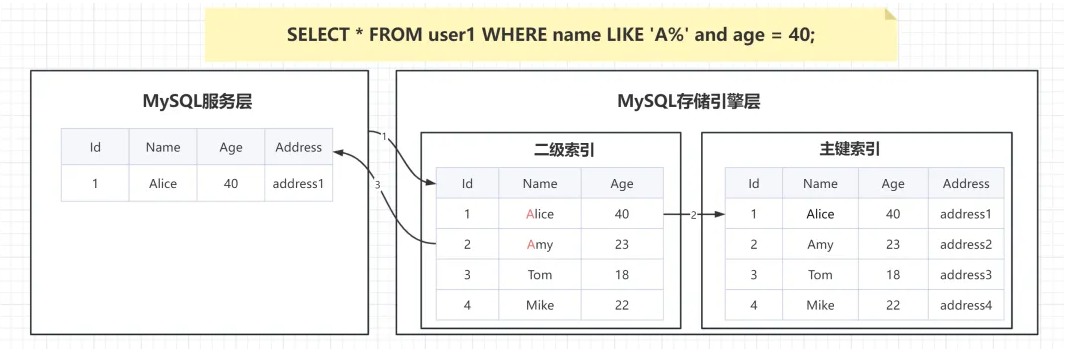 SELECT * FROM user1 WHERE name LIKE 'A%' and age = 40;
MySQL服务层
Id Name Age Address
1 Alice 40 address1
1
3
MySQL存储引擎层
二级索引
Id Name Age
1 Alice 40
2 Amy 23
3 Tom 18
4 Mike 22
2
主键索引
Id Name Age Address
1 Alice 40 address1
2 Amy 23 address2
3 Tom 18 address3
4 Mike 22 address4